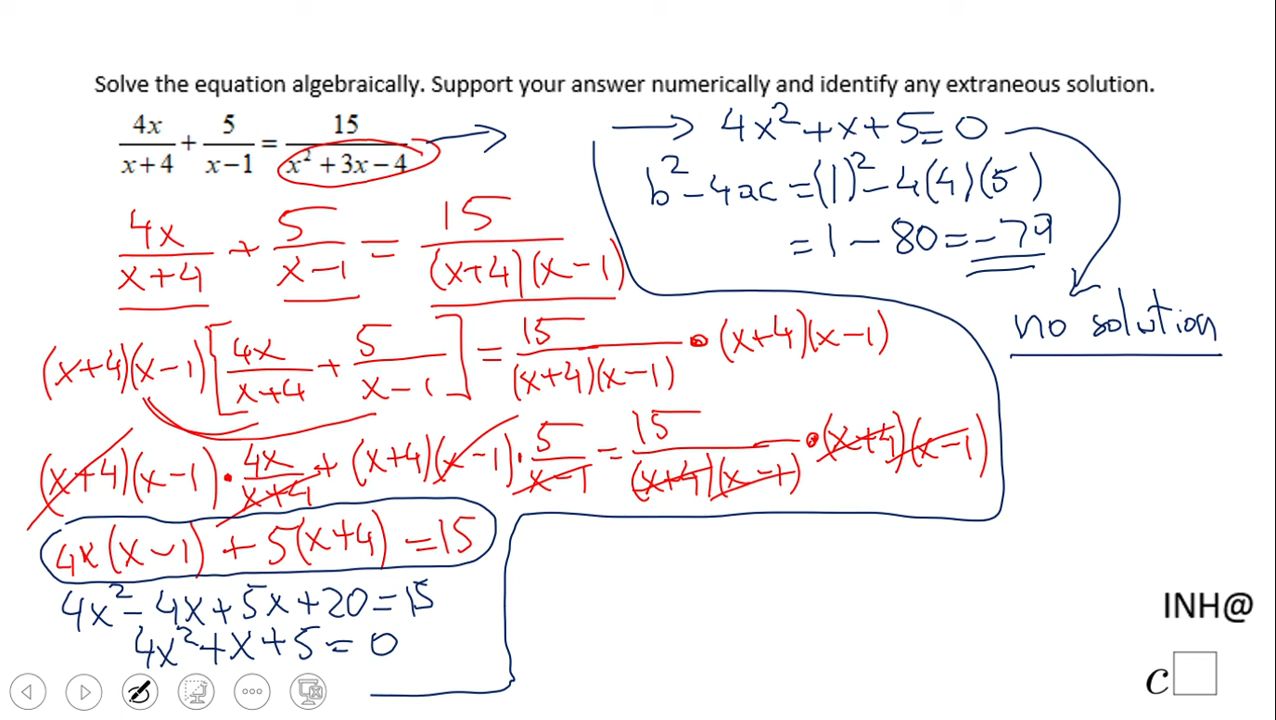 Solve the equation algebraically. Support your answer numerically and identify any extraneous solution.
4x/(x+4) + 5/(x−1) = 15/(x² + 3x − 4)
4x/(x+4) + 5/(x−1) = 15/((x+4)(x−1))
(x+4)(x−1)[4x/(x+4) + 5/(x−1)] = 15/((x+4)(x−1)) • (x+4)(x−1)
(x+4)(x−1) • 4x/(x+4) + (x+4)(x−1) • 5/(x−1) = 15/((x+4)(x−1)) • (x+4)(x−1)
4x(x−1) + 5(x+4) = 15
4x² − 4x + 5x + 20 = 15
4x² + x + 5 = 0
→ 4x² + x + 5 = 0
b² − 4ac = (1)² − 4(4)(5)
= 1 − 80 = −79
no solution
INH@
c